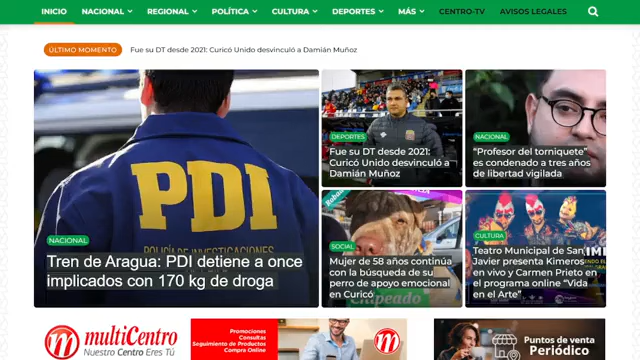 INICIO NACIONAL REGIONAL POLÍTICA CULTURA DEPORTES MÁS CENTRO-TV AVISOS LEGALES
ÚLTIMO MOMENTO Fue su DT desde 2021: Curicó Unido desvinculó a Damián Muñoz
PDI
POLICÍA DE INVESTIGACIONES
NACIONAL
Tren de Aragua: PDI detiene a once
implicados con 170 kg de droga
DEPORTES
Fue su DT desde 2021:
Curicó Unido desvinculó a
Damián Muñoz
NACIONAL
“Profesor del torniquete”
es condenado a tres años
de libertad vigilada
SOCIAL
Mujer de 58 años continúa
con la búsqueda de su
perro de apoyo emocional
en Curicó
CULTURA
Teatro Municipal de San
Javier presenta Kimeros
en vivo y Carmen Prieto en
el programa online “Vida
en el Arte”
multiCentro
Nuestro Centro Eres Tú
Promociones
Consultas
Seguimiento de Productos
Compra Online
Puntos de venta
Periódico